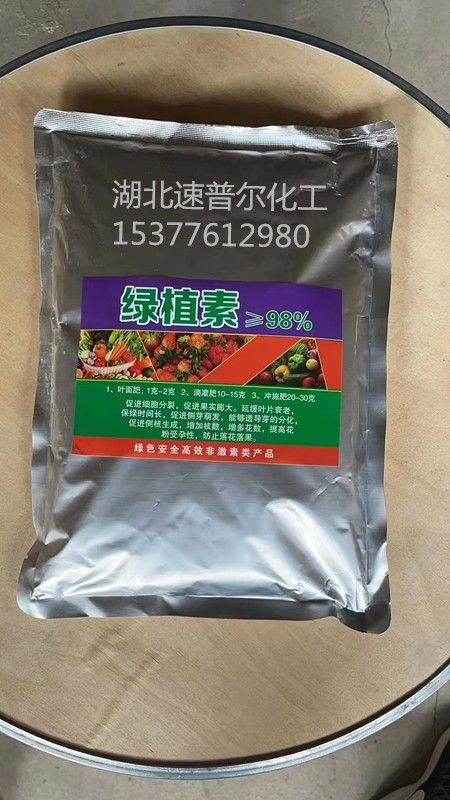 湖北速普尔化工
15377612980
绿植素 ≥98%
1、叶面肥：1克-2克 2、滴灌肥10-15克 3、冲施肥20-30克
促进细胞分裂，促进果实膨大。延缓叶片衰老，
保绿时间长，促进侧芽萌发，能够诱导芽的分化，
促进侧核生成，增加枝数，增多花数，提高花
粉受孕性，防止落花落果。
绿色安全高效非激素类产品